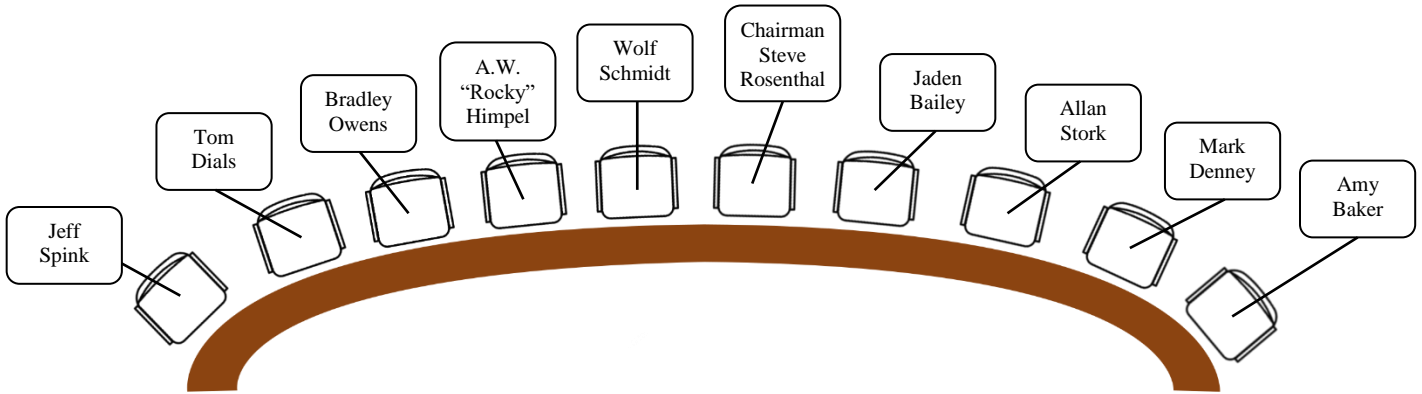 Jeff
Spink
Tom
Dials
Bradley
Owens
A.W.
“Rocky”
Himpel
Wolf
Schmidt
Chairman
Steve
Rosenthal
Jaden
Bailey
Allan
Stork
Mark
Denney
Amy
Baker